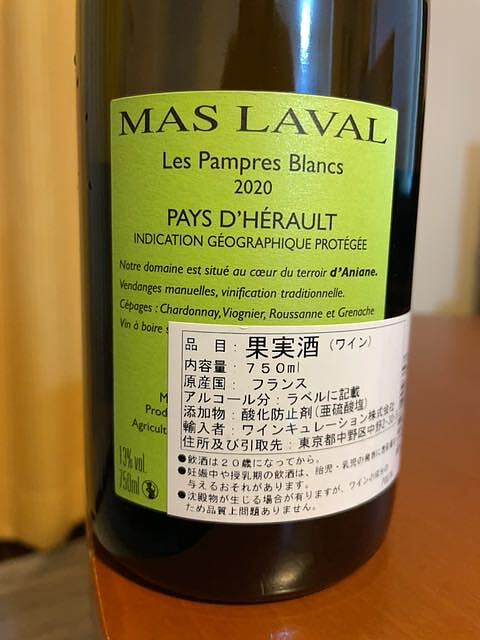 MAS LAVAL
Les Pampres Blancs
2020
PAYS D'HÉRAULT
INDICATION GÉOGRAPHIQUE PROTÉGÉE
Notre domaine est situé au cœur du terroir d'Aniane.
Vendanges manuelles, vinification traditionnelle.
Cépages : Chardonnay, Viognier, Roussanne et Grenache
Vin à boire
品 目 : 果実酒 (ワイン)
内容量 : 750ml
原産国 : フランス
アルコール分 : ラベルに記載
添加物 : 酸化防止剤(亜硫酸塩)
輸入者 : ワインキュレーション株式会社
住所及び引取先 : 東京都中野区中野
●飲酒は20歳になってから。
●妊娠中や授乳期の飲酒は、胎児・乳児の発育に
与えるおそれがあります。
●沈殿物が生じる場合が有りますが、ワインの成分の
ため品質上問題ありません。
13% vol.
750ml